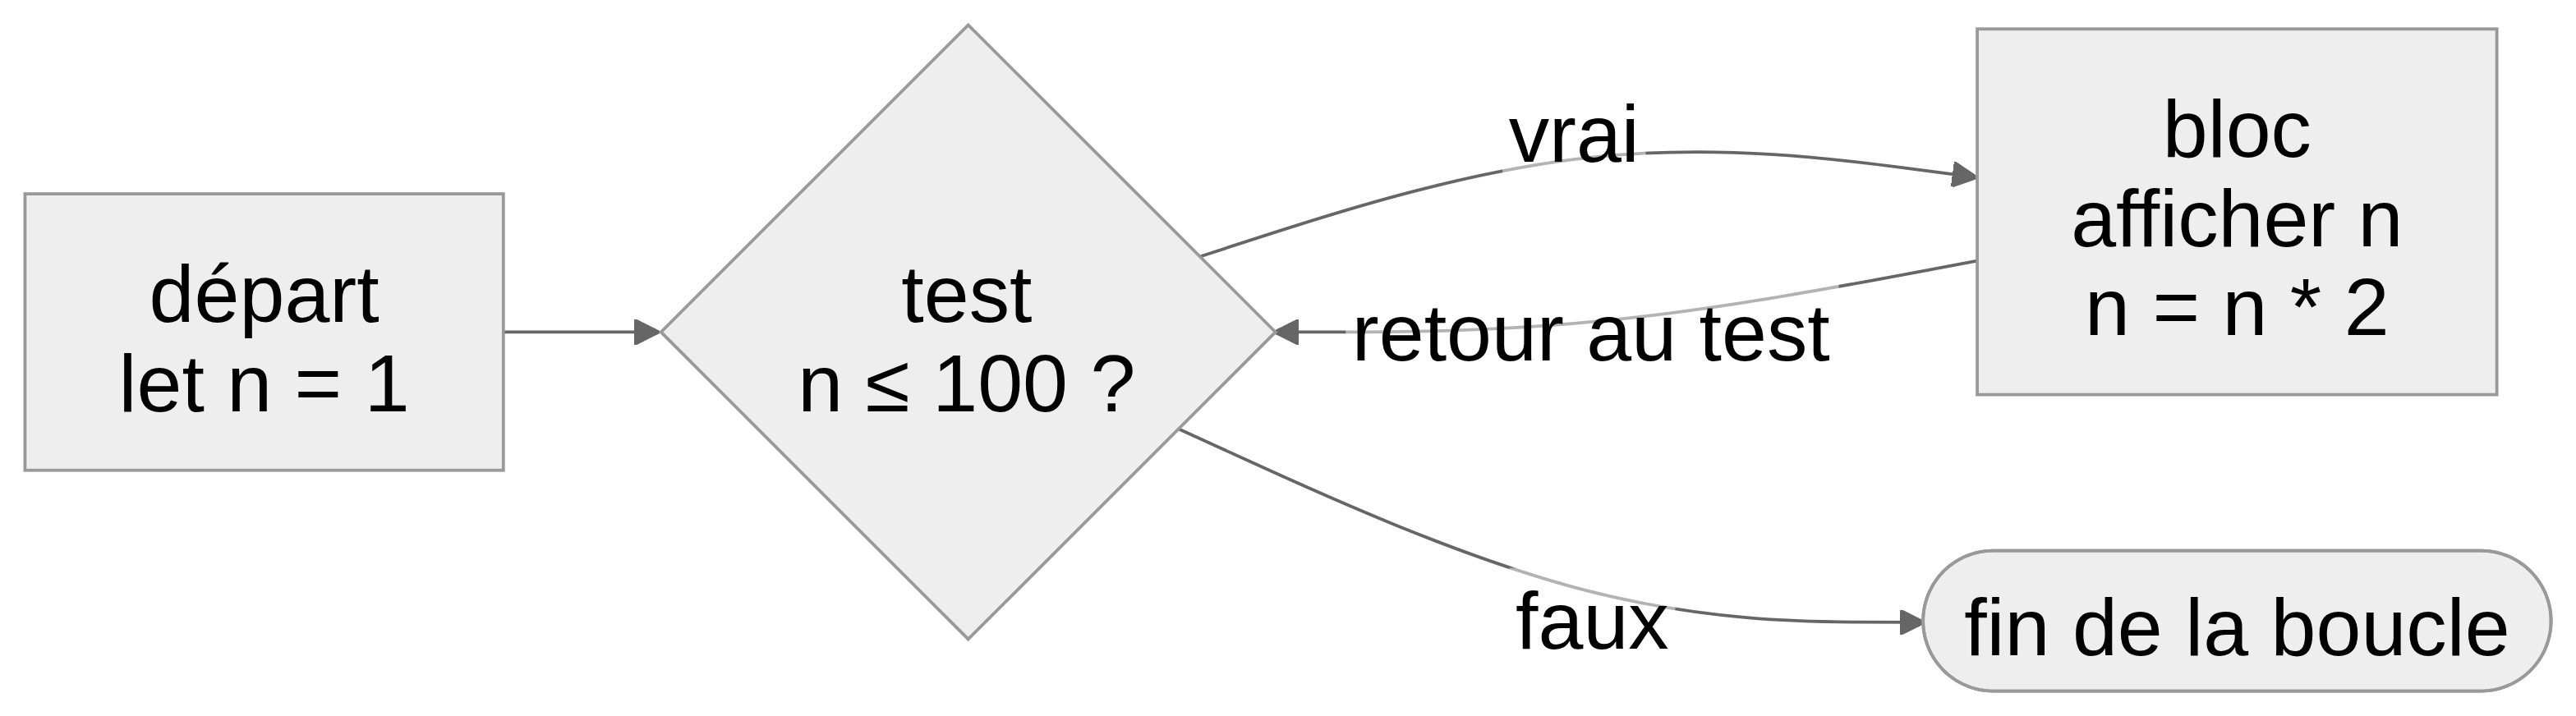 départ
let n = 1
test
n ≤ 100 ?
vrai
retour au test
faux
bloc
afficher n
n = n * 2
fin de la boucle